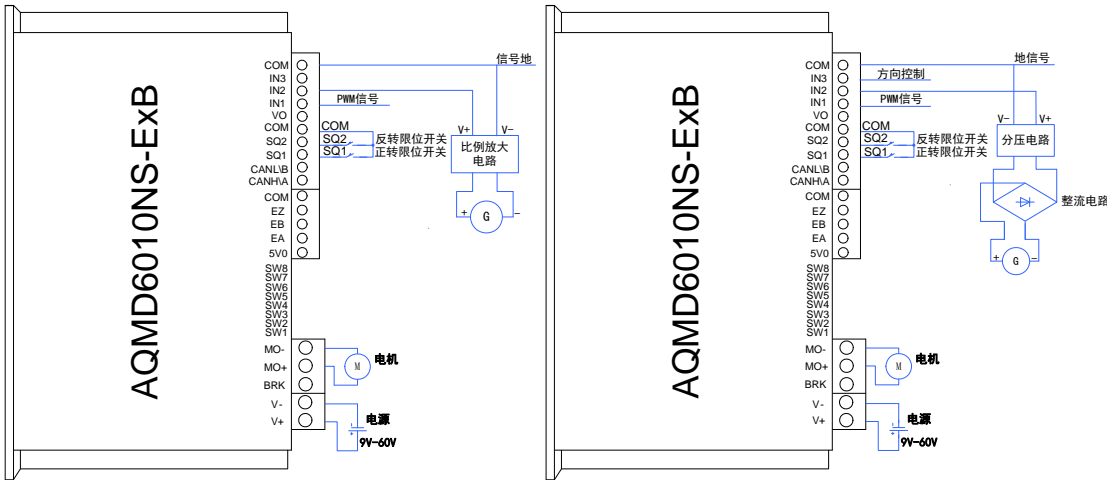 AQMD6010NS-ExB
COM
IN3
IN2
IN1
VO
COM
SQ2
SQ1
CANL\B
CANH\A
COM
EZ
EB
EA
5V0
SW8
SW7
SW6
SW5
SW4
SW3
SW2
SW1
MO-
MO+
BRK
V-
V+
信号地
PWM信号
COM
SQ2 反转限位开关
SQ1 正转限位开关
V+ V-
比例放大
电路
+ G -
M 电机
电源
9V-60V
AQMD6010NS-ExB
COM
IN3
IN2
IN1
VO
COM
SQ2
SQ1
CANL\B
CANH\A
COM
EZ
EB
EA
5V0
SW8
SW7
SW6
SW5
SW4
SW3
SW2
SW1
MO-
MO+
BRK
V-
V+
地信号
方向控制
PWM信号
COM
SQ2 反转限位开关
SQ1 正转限位开关
V- V+
分压电路
整流电路
+ G -
M 电机
电源
9V-60V